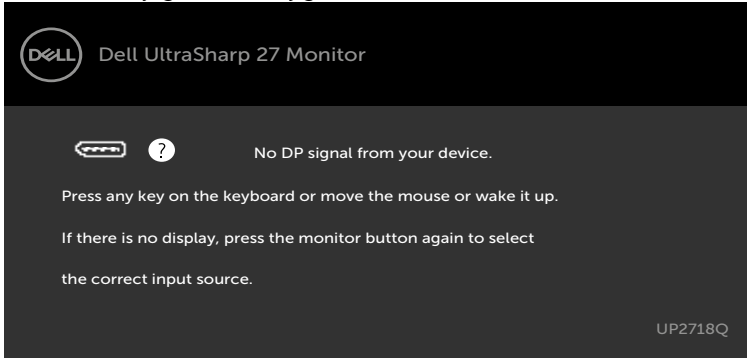 DELL
Dell UltraSharp 27 Monitor
?
No DP signal from your device.
Press any key on the keyboard or move the mouse or wake it up.
If there is no display, press the monitor button again to select
the correct input source.
UP2718Q